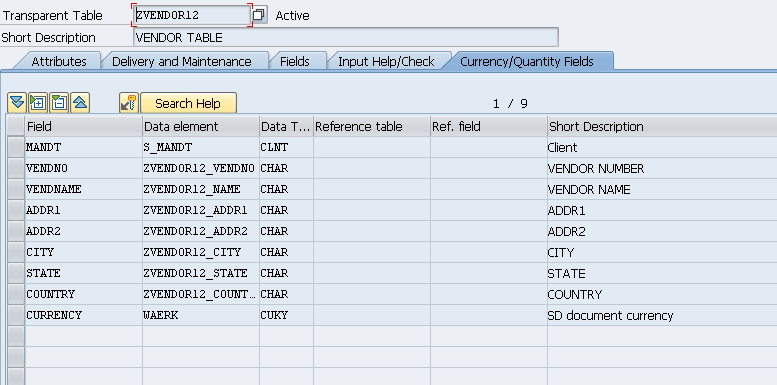 Transparent Table ZVENDOR12 Active
Short Description VENDOR TABLE
Attributes Delivery and Maintenance Fields Input Help/Check Currency/Quantity Fields
Search Help 1 / 9
Field Data element Data T... Reference table Ref. field Short Description
MANDT S_MANDT CLNT Client
VENDNO ZVENDOR12_VENDNO CHAR VENDOR NUMBER
VENDNAME ZVENDOR12_NAME CHAR VENDOR NAME
ADDR1 ZVENDOR12_ADDR1 CHAR ADDR1
ADDR2 ZVENDOR12_ADDR2 CHAR ADDR2
CITY ZVENDOR12_CITY CHAR CITY
STATE ZVENDOR12_STATE CHAR STATE
COUNTRY ZVENDOR12_COUNT... CHAR COUNTRY
CURRENCY WAERK CUKY SD document currency